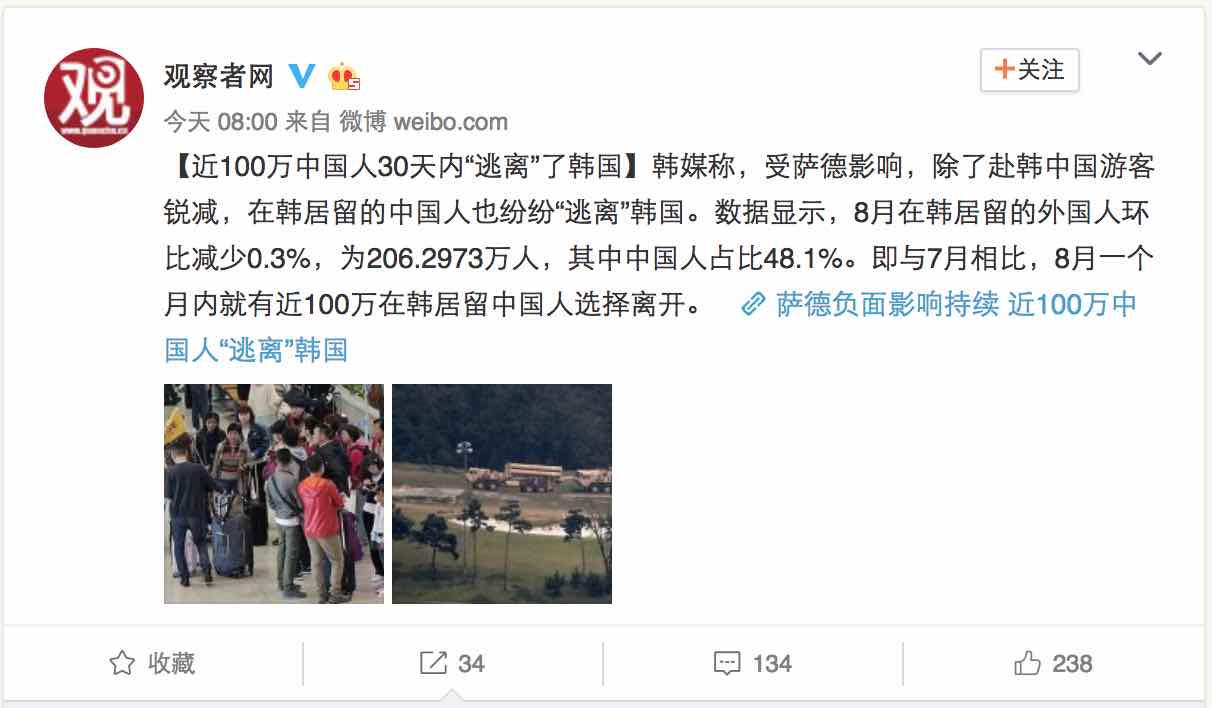 观
www.guancha.cn
观察者网
5
+关注
今天 08:00 来自 微博 weibo.com
【近100万中国人30天内“逃离”了韩国】韩媒称，受萨德影响，除了赴韩中国游客
锐减，在韩居留的中国人也纷纷“逃离”韩国。数据显示，8月在韩居留的外国人环
比减少0.3%，为206.2973万人，其中中国人占比48.1%。即与7月相比，8月一个
月内就有近100万在韩居留中国人选择离开。 萨德负面影响持续 近100万中
国人“逃离”韩国
收藏
34
134
238